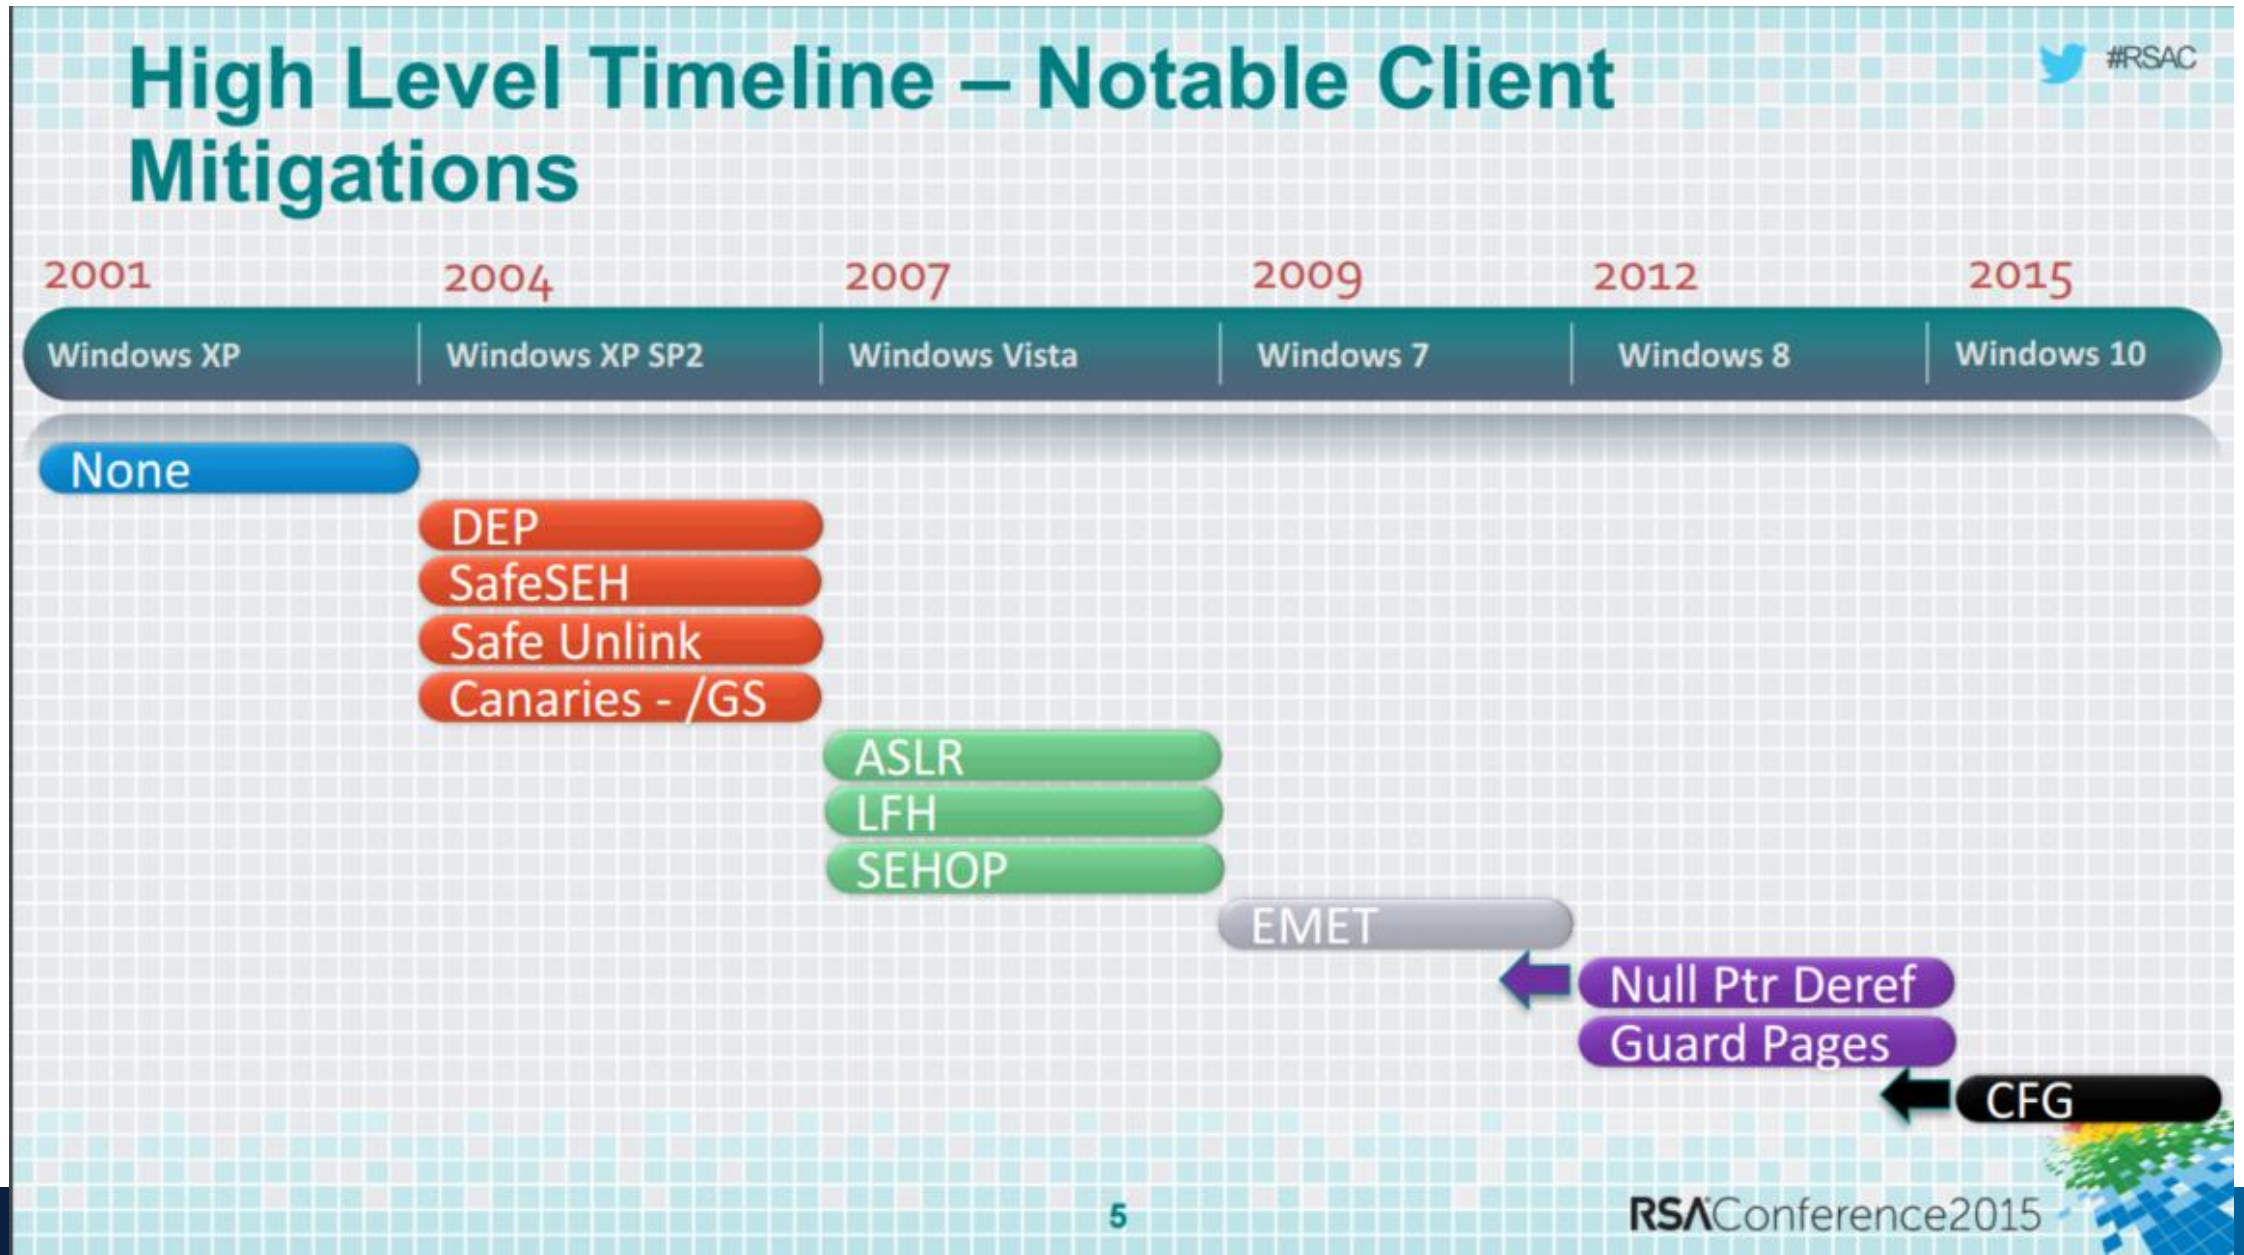 High Level Timeline – Notable Client
Mitigations
#RSAC
2001 2004 2007 2009 2012 2015
Windows XP Windows XP SP2 Windows Vista Windows 7 Windows 8 Windows 10
None
DEP
SafeSEH
Safe Unlink
Canaries - /GS
ASLR
LFH
SEHOP
EMET
Null Ptr Deref
Guard Pages
CFG
5
RSAConference2015